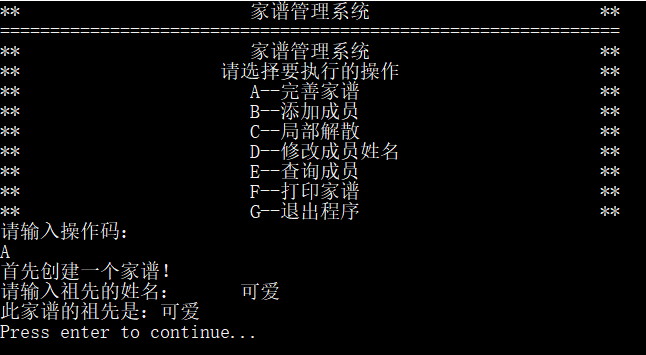 **                       家谱管理系统                       **
==============================================================
**                       家谱管理系统                       **
**                    请选择要执行的操作                    **
**                       A--完善家谱                        **
**                       B--添加成员                        **
**                       C--局部解散                        **
**                       D--修改成员姓名                    **
**                       E--查询成员                        **
**                       F--打印家谱                        **
**                       G--退出程序                        **
请输入操作码：
A
首先创建一个家谱！
请输入祖先的姓名：      可爱
此家谱的祖先是：可爱
Press enter to continue...